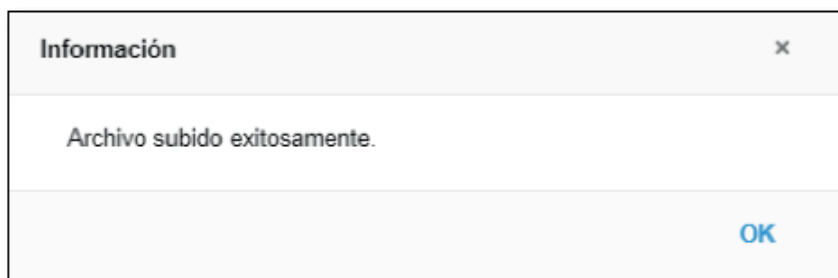 Información ×
Archivo subido exitosamente.
OK